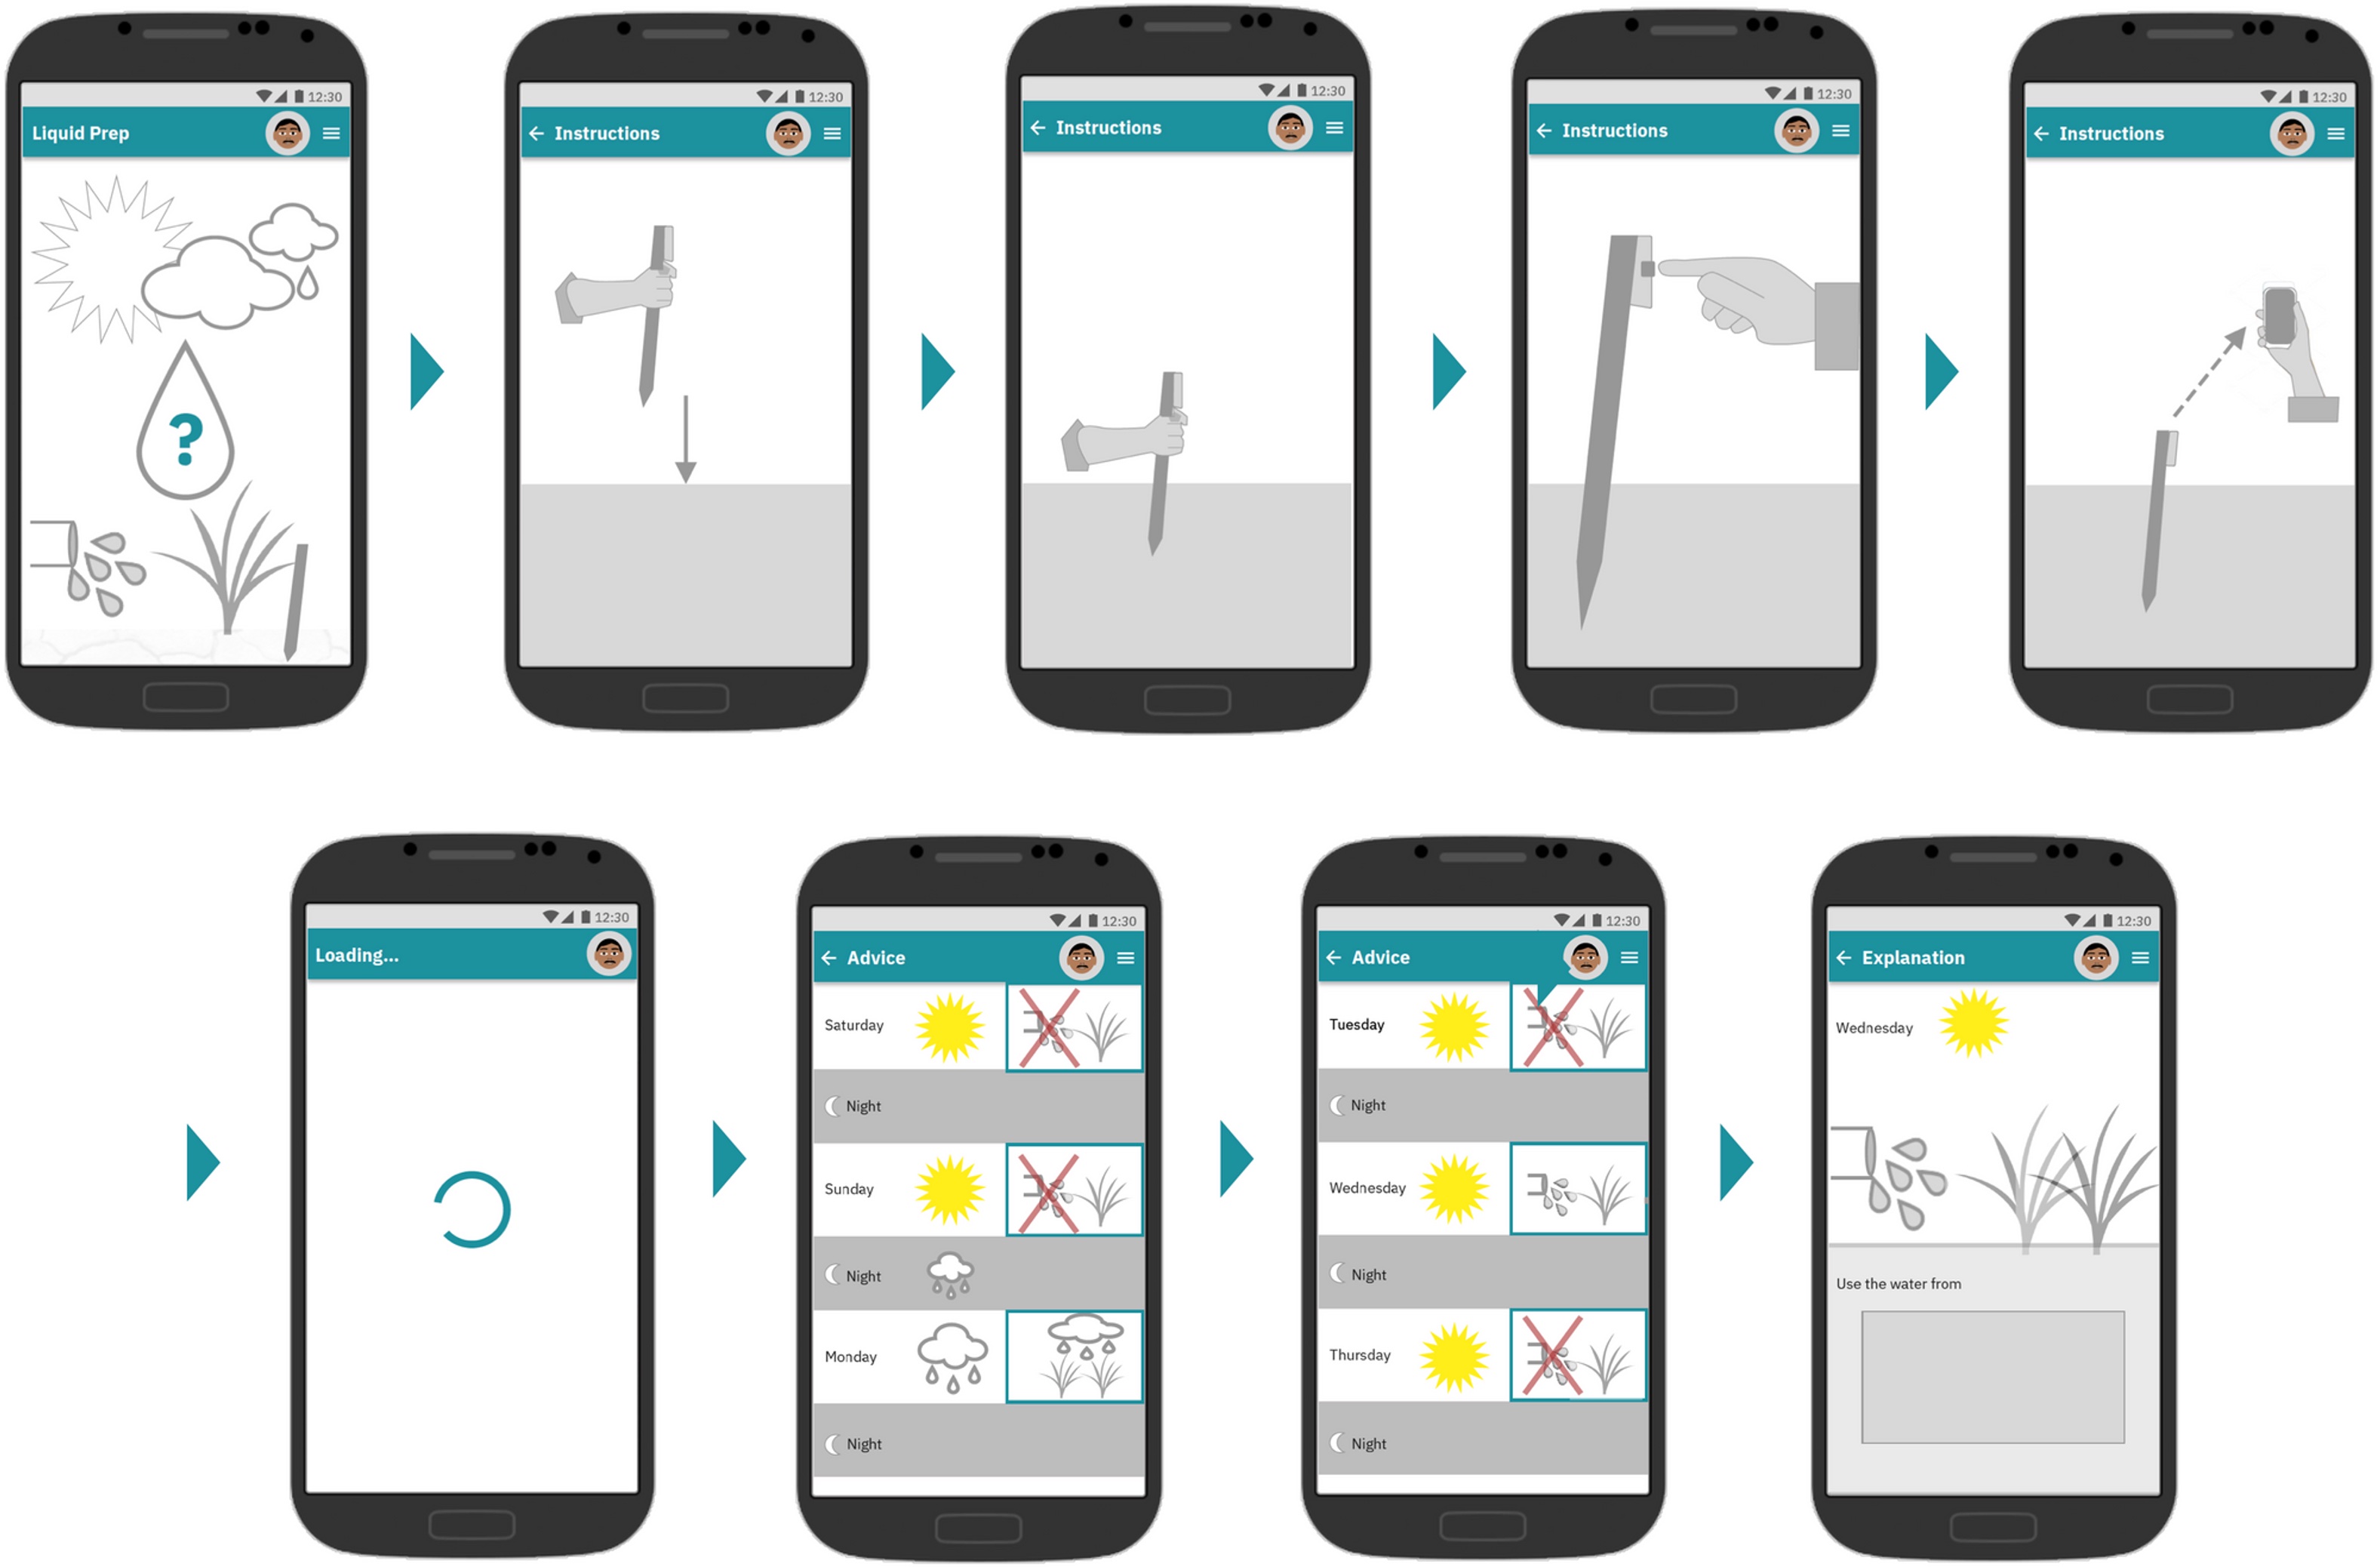 12:30
Liquid Prep
?
12:30
Instructions
12:30
Instructions
12:30
Instructions
12:30
Instructions
12:30
Loading...
12:30
Advice
Saturday
Night
Sunday
Night
Monday
Night
12:30
Advice
Tuesday
Night
Wednesday
Night
Thursday
Night
12:30
Explanation
Wednesday
Use the water from